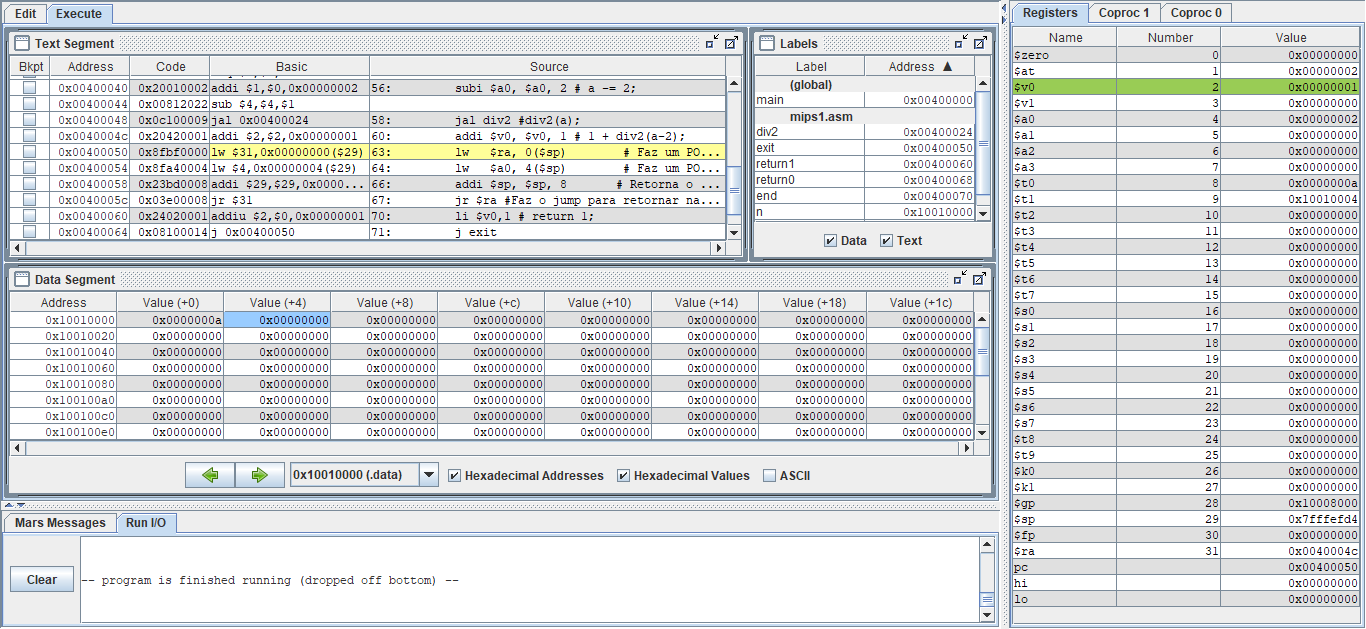 Edit Execute
Text Segment
Bkpt Address Code Basic Source
0x00400040 0x20010002 addi $1,$0,0x00000002 56: subi $a0, $a0, 2 # a -= 2;
0x00400044 0x00812022 sub $4,$4,$1
0x00400048 0x0c100009 jal 0x00400024 58: jal div2 #div2(a);
0x0040004c 0x20420001 addi $2,$2,0x00000001 60: addi $v0, $v0, 1 # 1 + div2(a-2);
0x00400050 0x8fbf0000 lw $31,0x00000000($29) 63: lw $ra, 0($sp) # Faz um PO...
0x00400054 0x8fa40004 lw $4,0x00000004($29) 64: lw $a0, 4($sp) # Faz um PO...
0x00400058 0x23bd0008 addi $29,$29,0x0000... 66: addi $sp, $sp, 8 # Retorna o ...
0x0040005c 0x03e00008 jr $31 67: jr $ra #Faz o jump para retornar na...
0x00400060 0x24020001 addiu $2,$0,0x00000001 70: li $v0,1 # return 1;
0x00400064 0x08100014 j 0x00400050 71: j exit
Labels
Label Address ▲
(global)
main 0x00400000
mips1.asm
div2 0x00400024
exit 0x00400050
return1 0x00400060
return0 0x00400068
end 0x00400070
n 0x10010000
Data Text
Data Segment
Address Value (+0) Value (+4) Value (+8) Value (+c) Value (+10) Value (+14) Value (+18) Value (+1c)
0x10010000 0x0000000a 0x00000000 0x00000000 0x00000000 0x00000000 0x00000000 0x00000000 0x00000000
0x10010020 0x00000000 0x00000000 0x00000000 0x00000000 0x00000000 0x00000000 0x00000000 0x00000000
0x10010040 0x00000000 0x00000000 0x00000000 0x00000000 0x00000000 0x00000000 0x00000000 0x00000000
0x10010060 0x00000000 0x00000000 0x00000000 0x00000000 0x00000000 0x00000000 0x00000000 0x00000000
0x10010080 0x00000000 0x00000000 0x00000000 0x00000000 0x00000000 0x00000000 0x00000000 0x00000000
0x100100a0 0x00000000 0x00000000 0x00000000 0x00000000 0x00000000 0x00000000 0x00000000 0x00000000
0x100100c0 0x00000000 0x00000000 0x00000000 0x00000000 0x00000000 0x00000000 0x00000000 0x00000000
0x100100e0 0x00000000 0x00000000 0x00000000 0x00000000 0x00000000 0x00000000 0x00000000 0x00000000
0x10010000 (.data) Hexadecimal Addresses Hexadecimal Values ASCII
Mars Messages Run I/O
Clear
-- program is finished running (dropped off bottom) --
Registers Coproc 1 Coproc 0
Name Number Value
$zero 0 0x00000000
$at 1 0x00000002
$v0 2 0x00000001
$v1 3 0x00000000
$a0 4 0x00000002
$a1 5 0x00000000
$a2 6 0x00000000
$a3 7 0x00000000
$t0 8 0x0000000a
$t1 9 0x10010004
$t2 10 0x00000000
$t3 11 0x00000000
$t4 12 0x00000000
$t5 13 0x00000000
$t6 14 0x00000000
$t7 15 0x00000000
$s0 16 0x00000000
$s1 17 0x00000000
$s2 18 0x00000000
$s3 19 0x00000000
$s4 20 0x00000000
$s5 21 0x00000000
$s6 22 0x00000000
$s7 23 0x00000000
$t8 24 0x00000000
$t9 25 0x00000000
$k0 26 0x00000000
$k1 27 0x00000000
$gp 28 0x10008000
$sp 29 0x7fffefd4
$fp 30 0x00000000
$ra 31 0x0040004c
pc 0x00400050
hi 0x00000000
lo 0x00000000